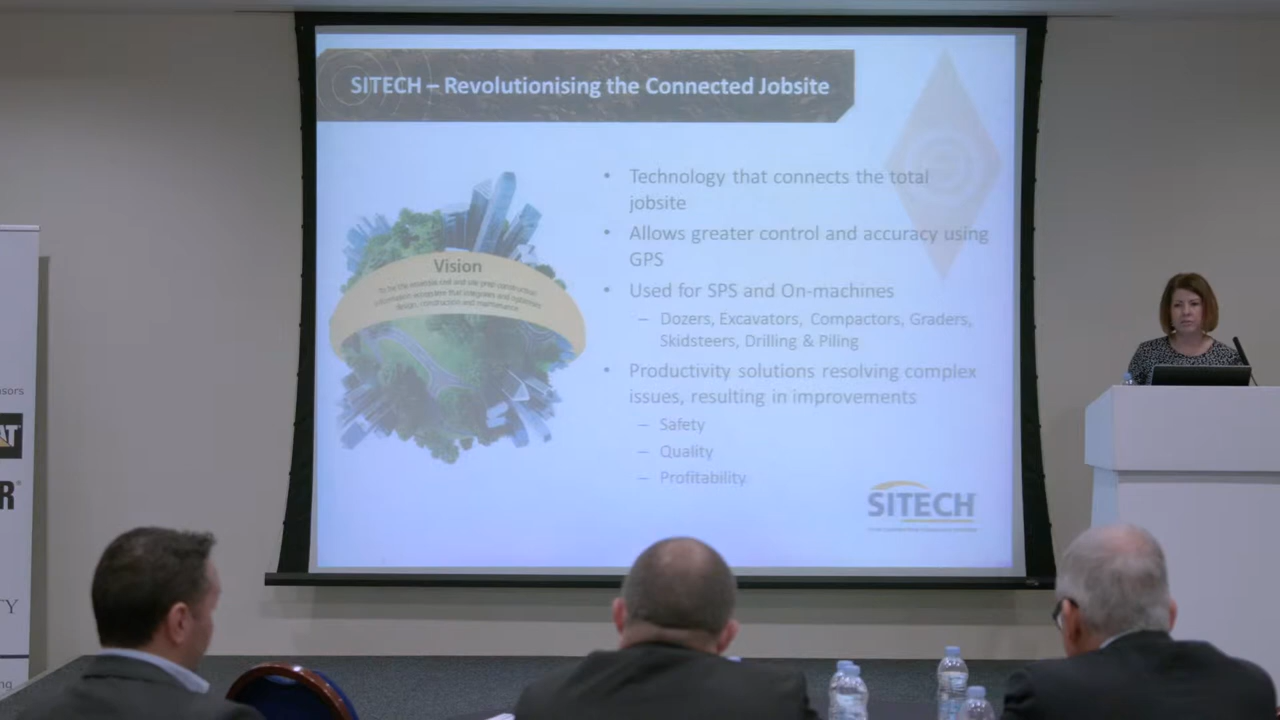 SITECH – Revolutionising the Connected Jobsite
• Technology that connects the total
jobsite
• Allows greater control and accuracy using
GPS
• Used for SPS and On-machines
– Dozers, Excavators, Compactors, Graders,
Skidsteers, Drilling & Piling
• Productivity solutions resolving complex
issues, resulting in improvements
– Safety
– Quality
– Profitability
Vision
SITECH
sors
AT
R
TY
ng